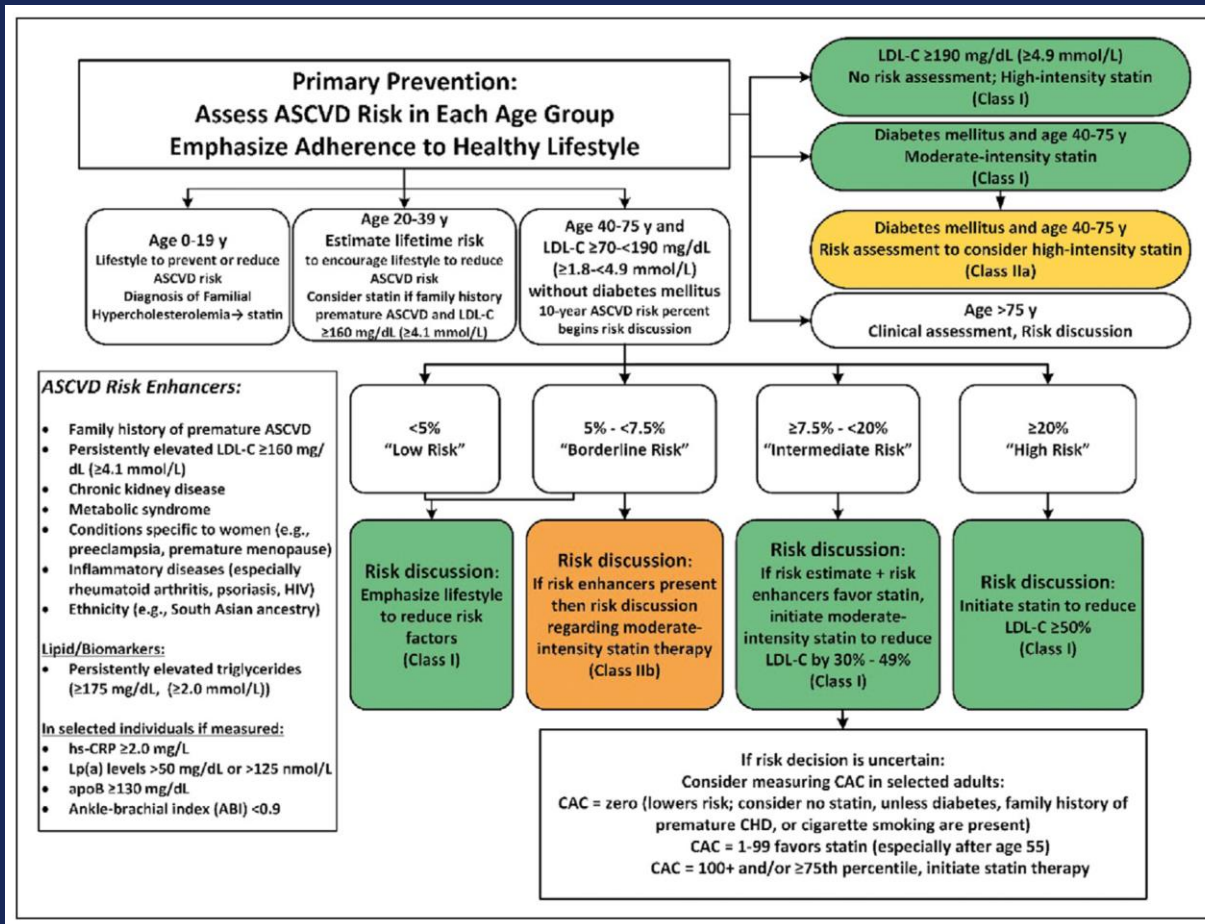 Primary Prevention:
Assess ASCVD Risk in Each Age Group
Emphasize Adherence to Healthy Lifestyle
LDL-C ≥190 mg/dL (≥4.9 mmol/L)
No risk assessment; High-intensity statin
(Class I)
Diabetes mellitus and age 40-75 y
Moderate-intensity statin
(Class I)
Diabetes mellitus and age 40-75 y
Risk assessment to consider high-intensity statin
(Class IIa)
Age >75 y
Clinical assessment, Risk discussion
Age 0-19 y
Lifestyle to prevent or reduce
ASCVD risk
Diagnosis of Familial
Hypercholesterolemia→ statin
Age 20-39 y
Estimate lifetime risk
to encourage lifestyle to reduce
ASCVD risk
Consider statin if family history
premature ASCVD and LDL-C
≥160 mg/dL (≥4.1 mmol/L)
Age 40-75 y and
LDL-C ≥70-<190 mg/dL
(≥1.8-<4.9 mmol/L)
without diabetes mellitus
10-year ASCVD risk percent
begins risk discussion
<5%
“Low Risk”
5% - <7.5%
“Borderline Risk”
≥7.5% - <20%
“Intermediate Risk”
≥20%
“High Risk”
Risk discussion:
Emphasize lifestyle
to reduce risk
factors
(Class I)
Risk discussion:
If risk enhancers present
then risk discussion
regarding moderate-
intensity statin therapy
(Class IIb)
Risk discussion:
If risk estimate + risk
enhancers favor statin,
initiate moderate-
intensity statin to reduce
LDL-C by 30% - 49%
(Class I)
Risk discussion:
Initiate statin to reduce
LDL-C ≥50%
(Class I)
ASCVD Risk Enhancers:
• Family history of premature ASCVD
• Persistently elevated LDL-C ≥160 mg/
dL (≥4.1 mmol/L)
• Chronic kidney disease
• Metabolic syndrome
• Conditions specific to women (e.g.,
preeclampsia, premature menopause)
• Inflammatory diseases (especially
rheumatoid arthritis, psoriasis, HIV)
• Ethnicity (e.g., South Asian ancestry)
Lipid/Biomarkers:
• Persistently elevated triglycerides
(≥175 mg/dL, (≥2.0 mmol/L))
In selected individuals if measured:
• hs-CRP ≥2.0 mg/L
• Lp(a) levels >50 mg/dL or >125 nmol/L
• apoB ≥130 mg/dL
• Ankle-brachial index (ABI) <0.9
If risk decision is uncertain:
Consider measuring CAC in selected adults:
CAC = zero (lowers risk; consider no statin, unless diabetes, family history of
premature CHD, or cigarette smoking are present)
CAC = 1-99 favors statin (especially after age 55)
CAC = 100+ and/or ≥75th percentile, initiate statin therapy